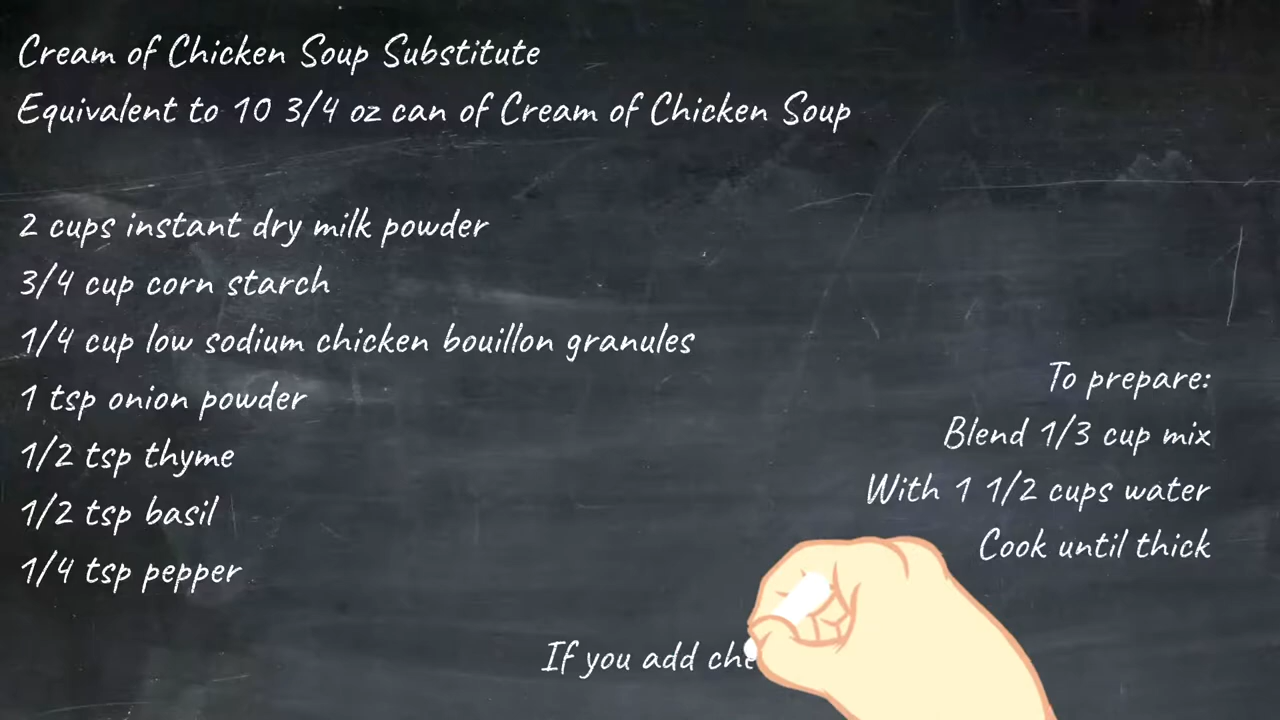 Cream of Chicken Soup Substitute
Equivalent to 10 3/4 oz can of Cream of Chicken Soup
2 cups instant dry milk powder
3/4 cup corn starch
1/4 cup low sodium chicken bouillon granules
1 tsp onion powder
1/2 tsp thyme
1/2 tsp basil
1/4 tsp pepper
To prepare:
Blend 1/3 cup mix
With 1 1/2 cups water
Cook until thick
If you add che